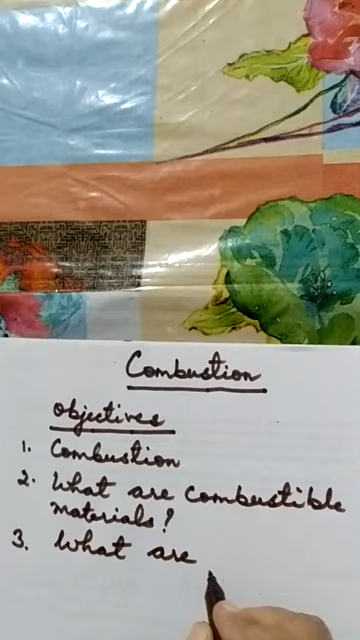 Combustion
objectives
1. Combustion
2. What are combustible
materials?
3. What are